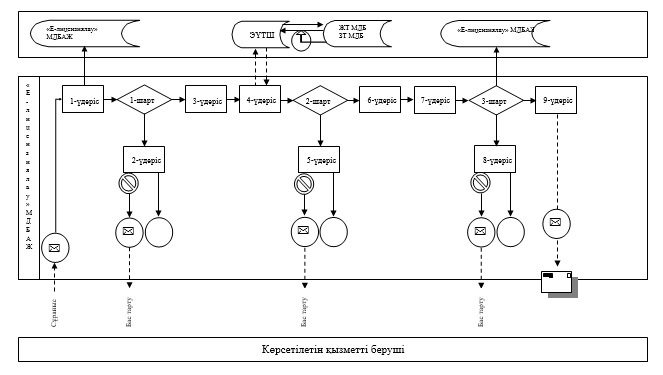 «Е-лицензиялау»
МДБАЖ
ЭҮТШ
ЖТ МДБ
ЗТ МДБ
«Е-лицензиялау» МДБАЖ
«Е-лицензиялау» МДБАЖ
1-үдеріс
1-шарт
3-үдеріс
4-үдеріс
2-шарт
6-үдеріс
7-үдеріс
3-шарт
9-үдеріс
2-үдеріс
5-үдеріс
8-үдеріс
Сұраныс
Бас тарту
Бас тарту
Бас тарту
Көрсетілетін қызметті беруші